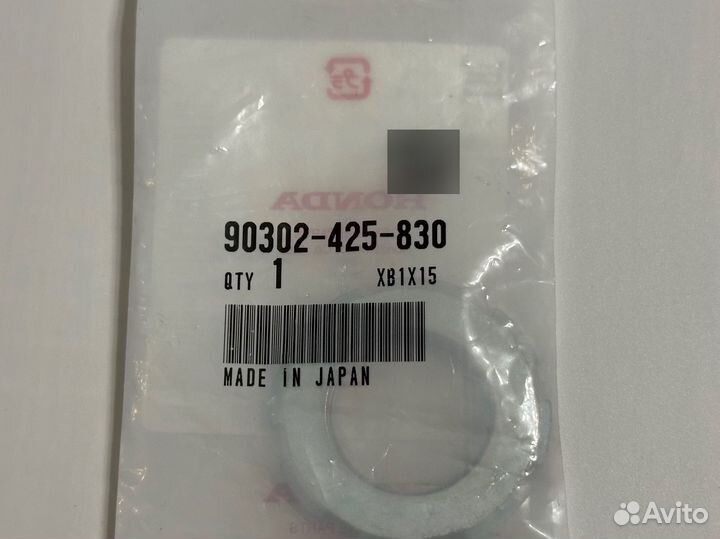 HONDA
90302-425-830
QTY 1 XB1X15
MADE IN JAPAN
Avito